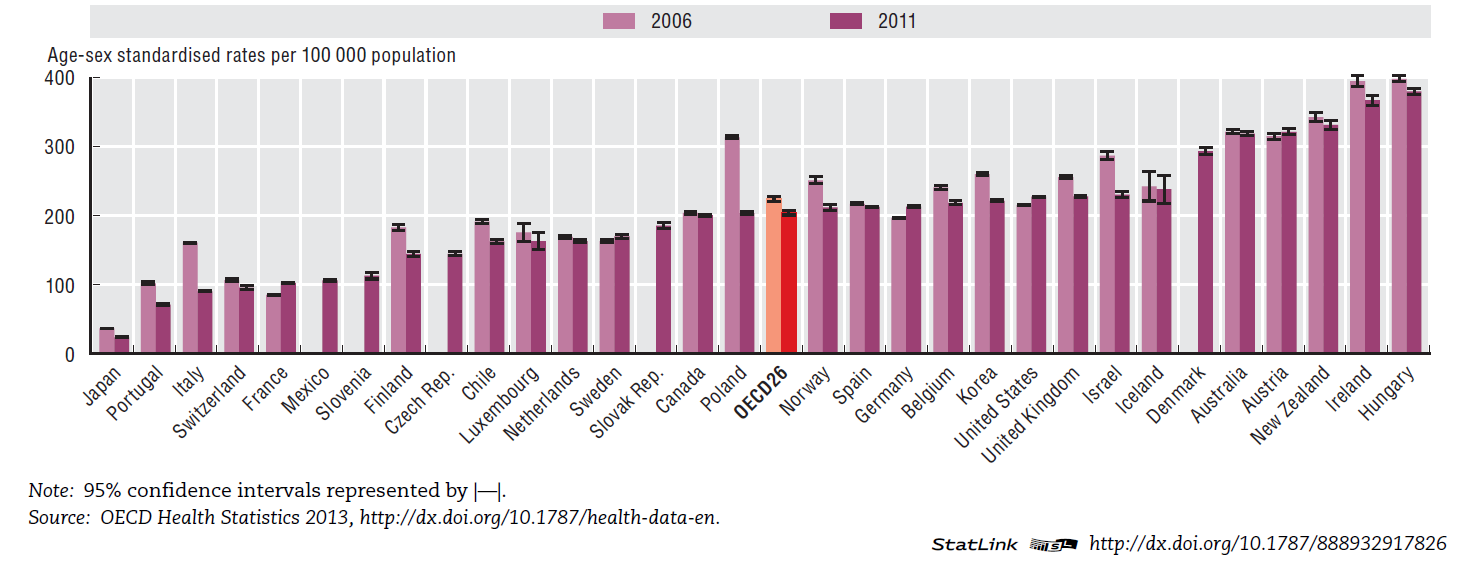 2006 2011
Age-sex standardised rates per 100 000 population
400
300
200
100
0
Japan
Portugal
Italy
Switzerland
France
Mexico
Slovenia
Finland
Czech Rep.
Chile
Luxembourg
Netherlands
Sweden
Slovak Rep.
Canada
Poland
OECD26
Norway
Spain
Germany
Belgium
Korea
United States
United Kingdom
Israel
Iceland
Denmark
Australia
Austria
New Zealand
Ireland
Hungary
Note: 95% confidence intervals represented by |—|.
Source: OECD Health Statistics 2013, http://dx.doi.org/10.1787/health-data-en.
StatLink http://dx.doi.org/10.1787/888932917826